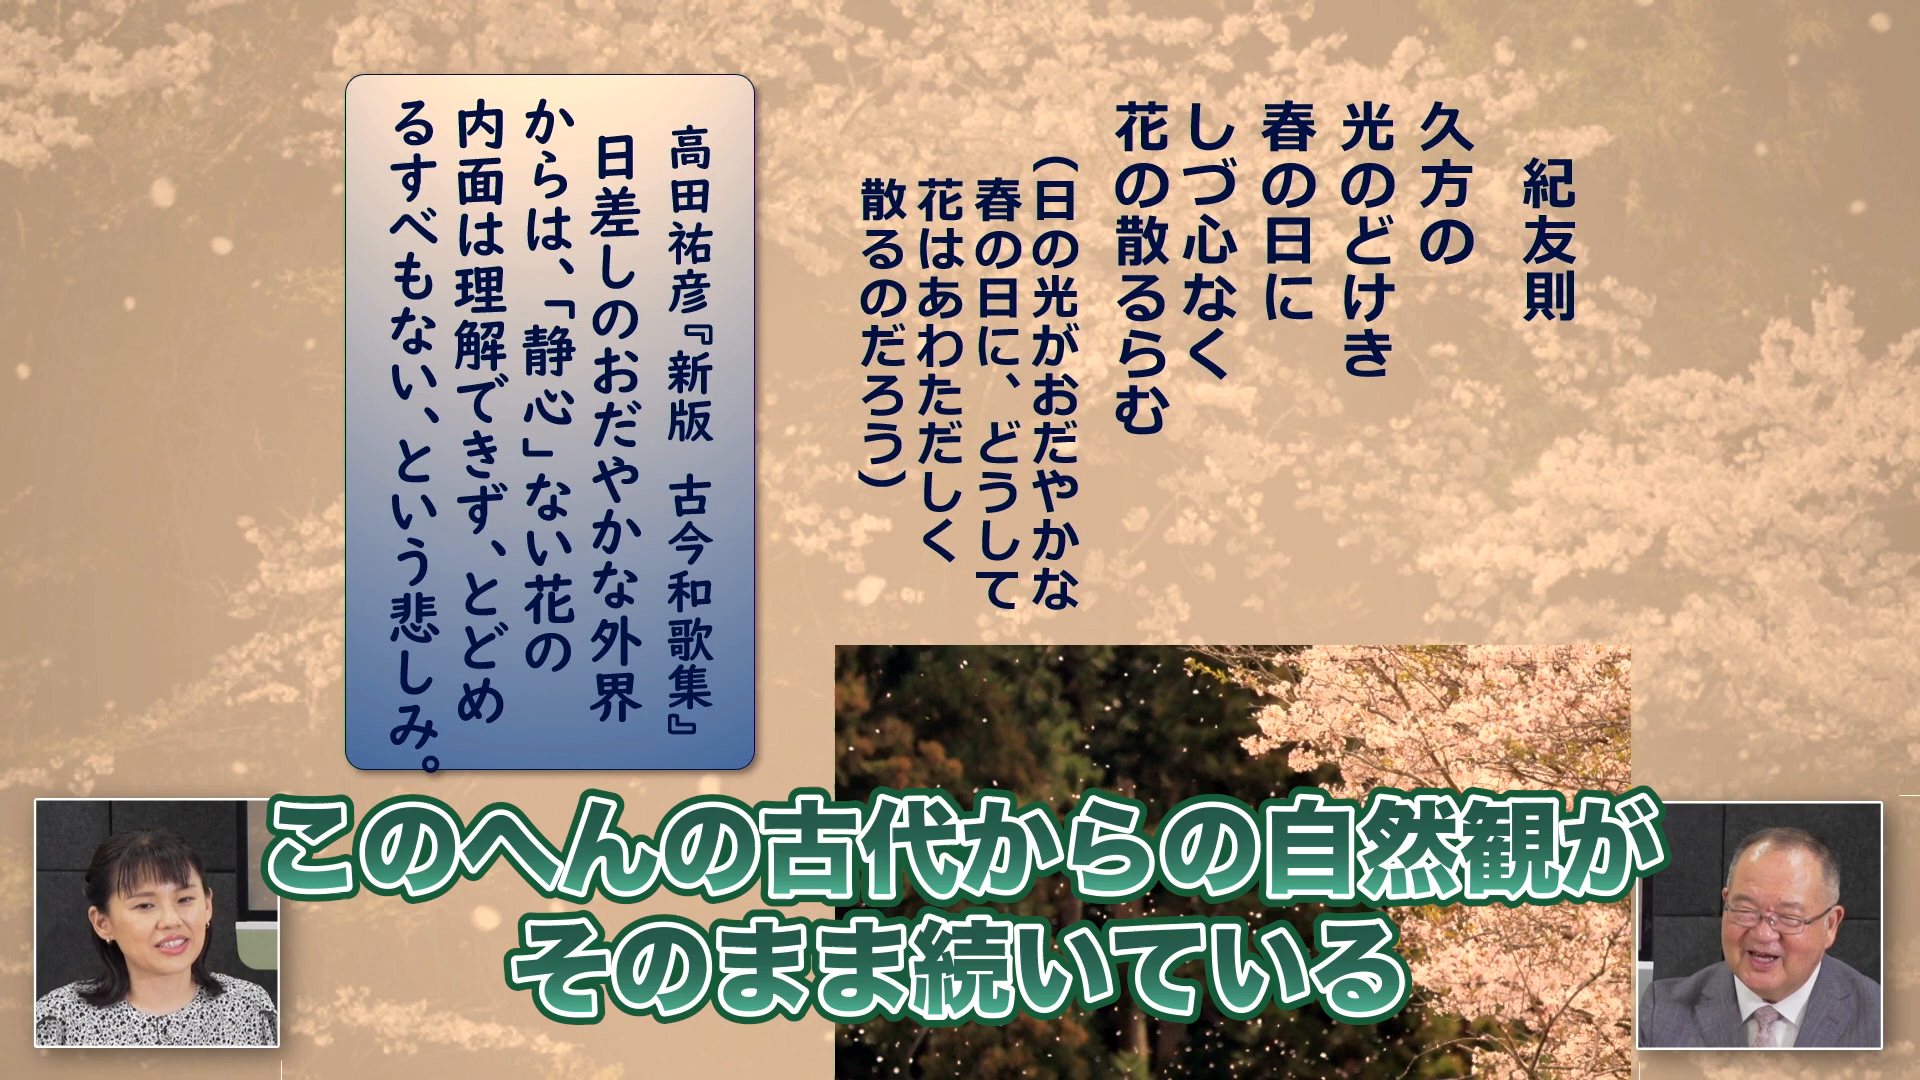 紀友則
久方の
光のどけき
春の日に
しづ心なく
花の散るらむ
（日の光がおだやかな
春の日に、どうして
花はあわただしく
散るのだろう）
高田祐彦『新版 古今和歌集』
日差しのおだやかな外界
からは、「静心」ない花の
内面は理解できず、とどめ
るすべもない、という悲しみ。
このへんの古代からの自然観が
そのまま続いている